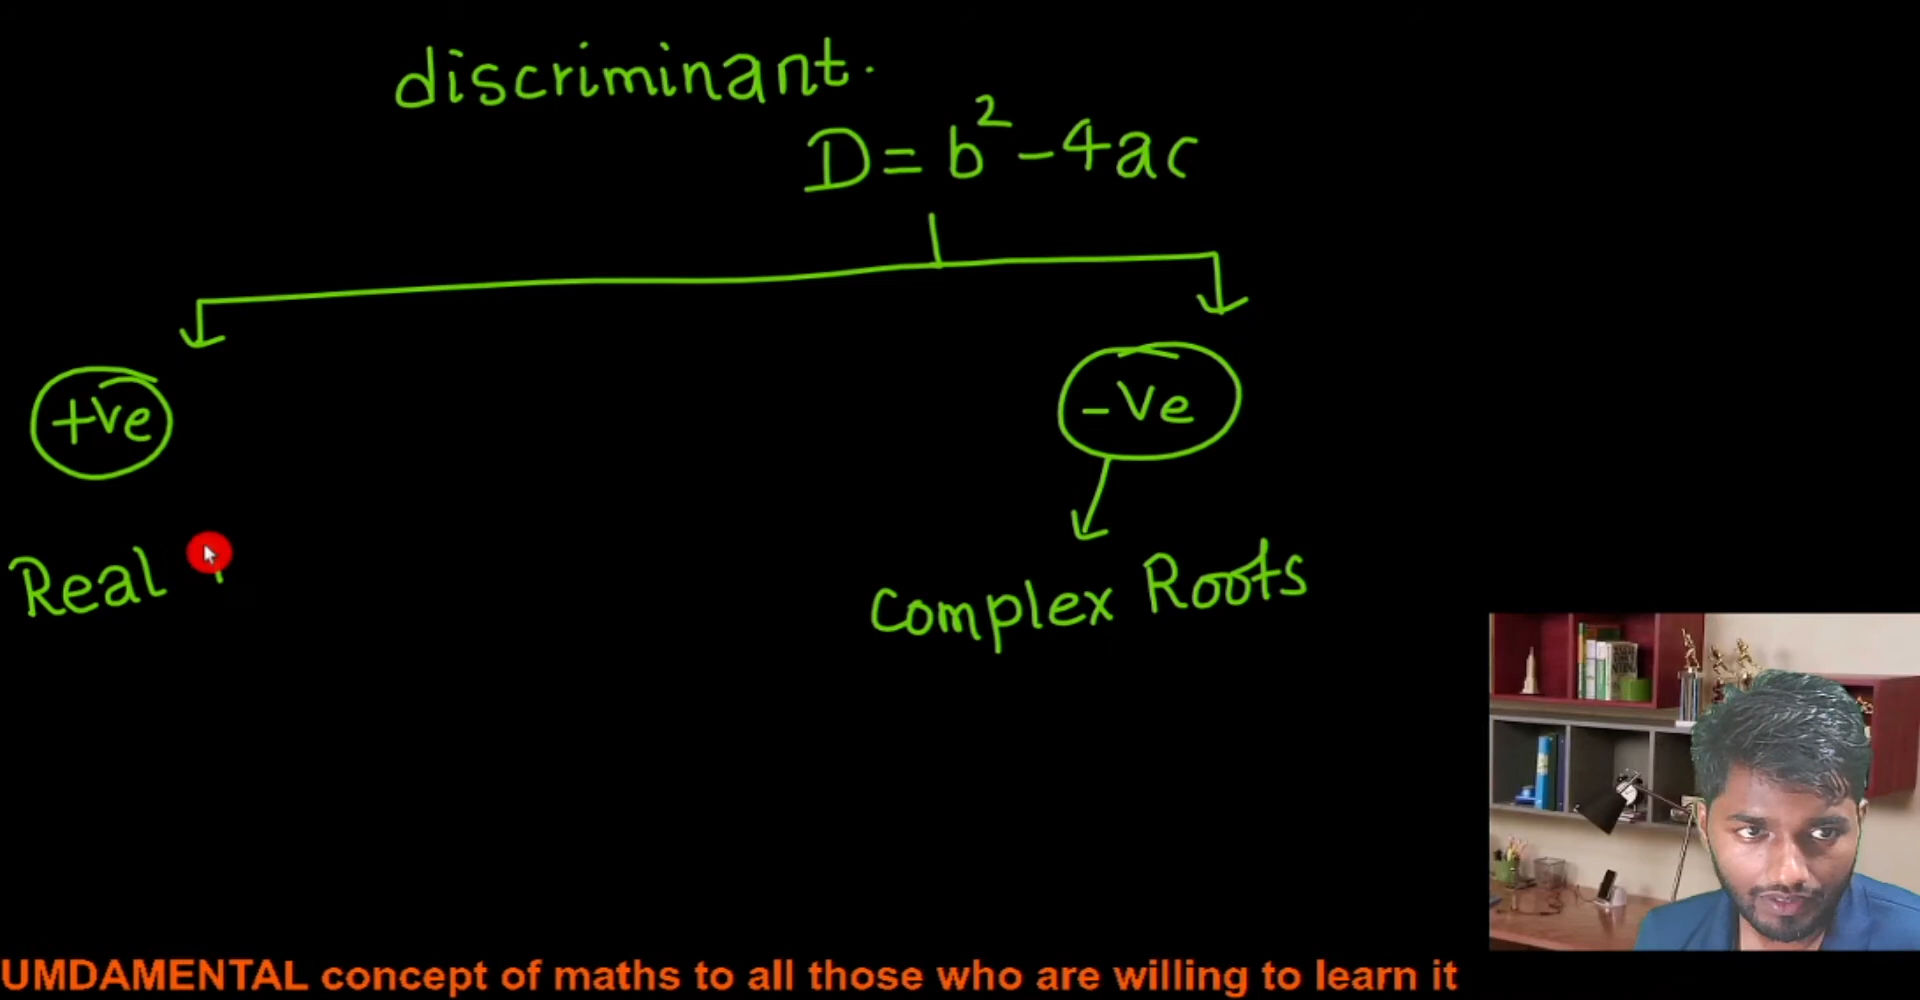 discriminant.
D = b² - 4ac
+ve
-ve
Real
Complex Roots
UMDAMENTAL concept of maths to all those who are willing to learn it